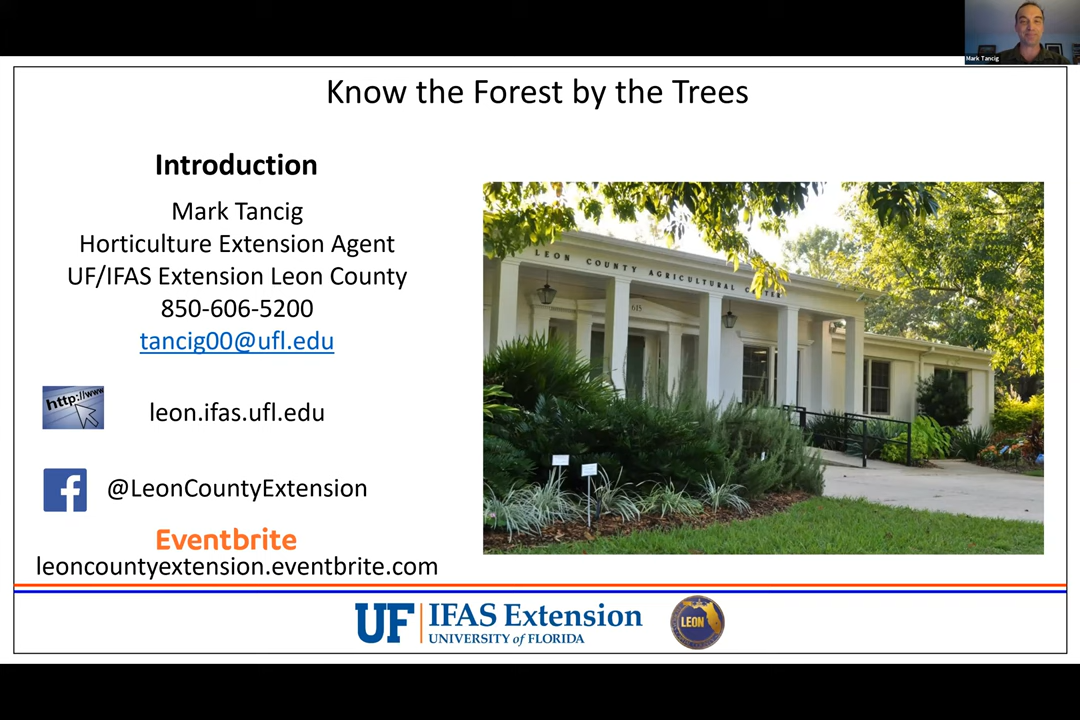 Mark Tancig
Know the Forest by the Trees
Introduction
Mark Tancig
Horticulture Extension Agent
UF/IFAS Extension Leon County
850-606-5200
tancig00@ufl.edu
http://www
leon.ifas.ufl.edu
@LeonCountyExtension
Eventbrite
leoncountyextension.eventbrite.com
LEON COUNTY AGRICULTURAL CENTER
615
UF IFAS Extension
UNIVERSITY of FLORIDA
LEON